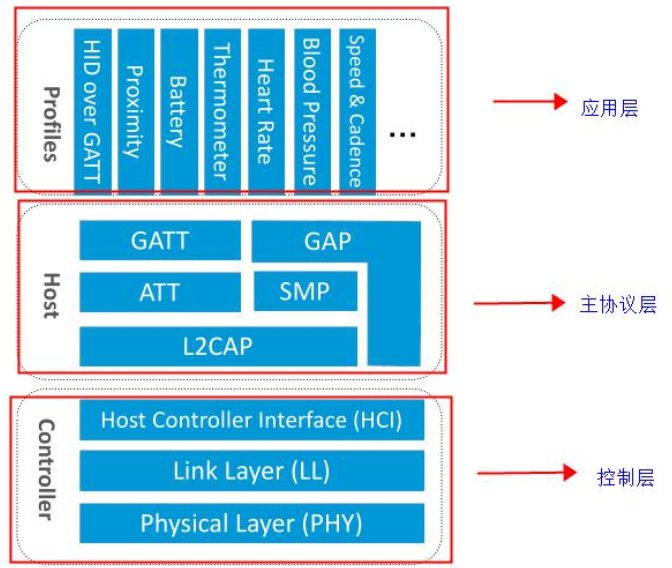 Profiles
HID over GATT
Proximity
Battery
Thermometer
Heart Rate
Blood Pressure
Speed & Cadence
...
应用层
Host
GATT
GAP
ATT
SMP
L2CAP
主协议层
Controller
Host Controller Interface (HCI)
Link Layer (LL)
Physical Layer (PHY)
控制层